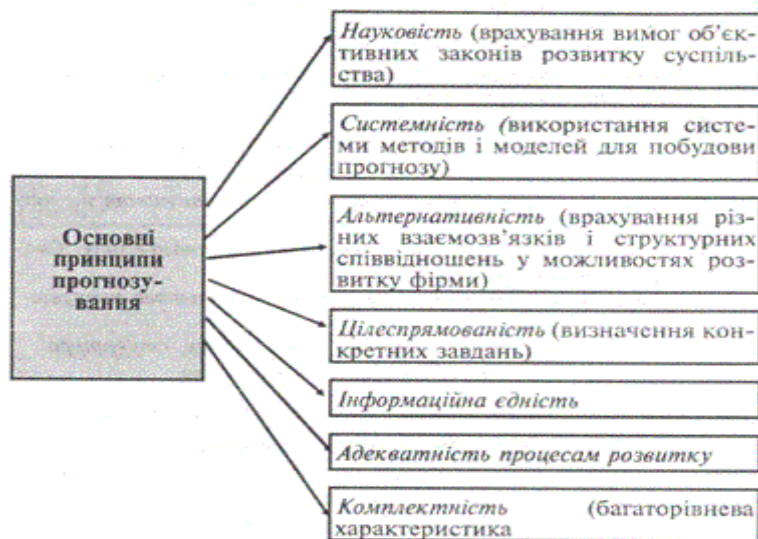 Основні
принципи
прогнозу-
вання
Науковість (врахування вимог об’єк-
тивних законів розвитку суспіль-
ства)
Системність (використання систе-
ми методів і моделей для побудови
прогнозу)
Альтернативність (врахування різ-
них взаємозв’язків і структурних
співвідношень у можливостях роз-
витку фірми)
Цілеспрямованість (визначення кон-
кретних завдань)
Інформаційна єдність
Адекватність процесам розвитку
Комплектність (багаторівнева
характеристика